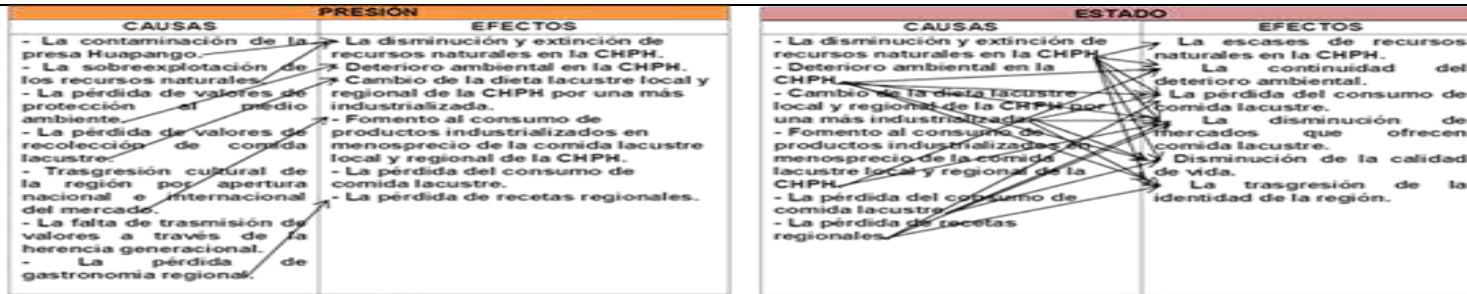 PRESIÓN
CAUSAS
- La contaminación de la
presa Huapango.
- La sobreexplotación de
los recursos naturales.
- La pérdida de valores de
protección al medio
ambiente.
- La pérdida de valores de
recolección de comida
lacustre.
- Trasgresión cultural de
la región por apertura
nacional e internacional
del mercado.
- La falta de trasmisión de
valores a través de la
herencia generacional.
- La pérdida de
gastronomía regional.
EFECTOS
- La disminución y extinción de
recursos naturales en la CHPH.
- Deterioro ambiental en la CHPH.
- Cambio de la dieta lacustre local y
regional de la CHPH por una más
industrializada.
- Fomento al consumo de
productos industrializados en
menosprecio de la comida lacustre
local y regional de la CHPH.
- La pérdida del consumo de
comida lacustre.
- La pérdida de recetas regionales.
ESTADO
CAUSAS
- La disminución y extinción de
recursos naturales en la CHPH.
- Deterioro ambiental en la
CHPH.
- Cambio de la dieta lacustre
local y regional de la CHPH por
una más industrializada.
- Fomento al consumo de
productos industrializados en
menosprecio de la comida
lacustre local y regional de la
CHPH.
- La pérdida del consumo de
comida lacustre.
- La pérdida de recetas
regionales.
EFECTOS
- La escases de recursos
naturales en la CHPH.
- La continuidad del
deterioro ambiental.
- La pérdida del consumo de
comida lacustre.
- La disminución de
mercados que ofrecen
comida lacustre.
- Disminución de la calidad
de vida.
- La trasgresión de la
identidad de la región.